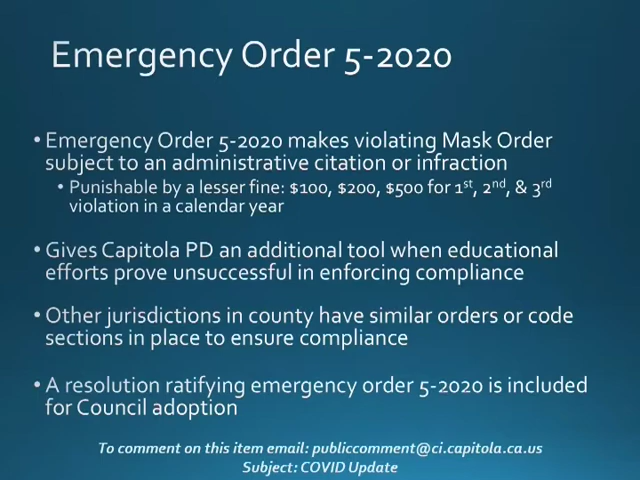 Emergency Order 5-2020
• Emergency Order 5-2020 makes violating Mask Order
subject to an administrative citation or infraction
• Punishable by a lesser fine: $100, $200, $500 for 1st, 2nd, & 3rd
violation in a calendar year
• Gives Capitola PD an additional tool when educational
efforts prove unsuccessful in enforcing compliance
• Other jurisdictions in county have similar orders or code
sections in place to ensure compliance
• A resolution ratifying emergency order 5-2020 is included
for Council adoption
To comment on this item email: publiccomment@ci.capitola.ca.us
Subject: COVID Update